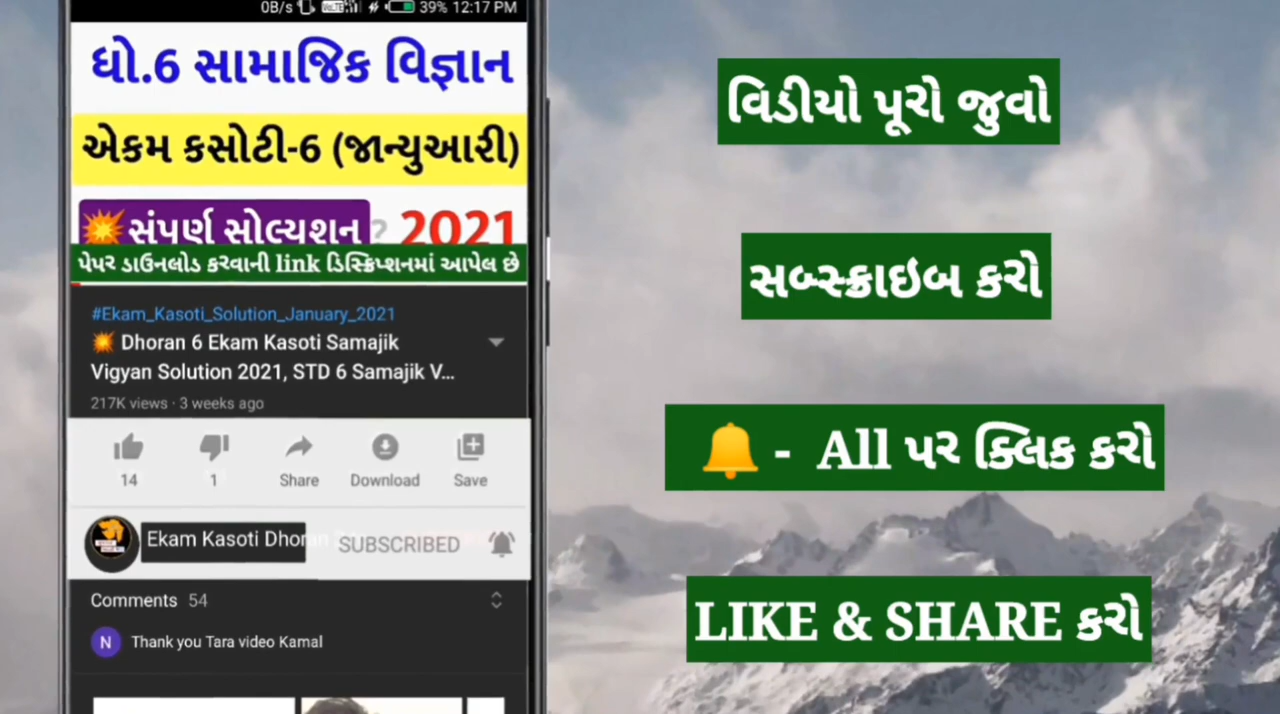 0B/s 39% 12:17 PM
ધો.6 સામાજિક વિજ્ઞાન
એકમ કસોટી-6 (જાન્યુઆરી)
💥સંપૂર્ણ સોલ્યુશન ? 2021
પેપર ડાઉનલોડ કરવાની link ડિસ્ક્રિપ્શનમાં આપેલ છે
#Ekam_Kasoti_Solution_January_2021
💥 Dhoran 6 Ekam Kasoti Samajik
Vigyan Solution 2021, STD 6 Samajik V...
217K views · 3 weeks ago
14 1 Share Download Save
Ekam Kasoti Dhoran SUBSCRIBED
Comments 54
N Thank you Tara video Kamal
વિડીયો પૂરો જુવો
સબ્સ્ક્રાઇબ કરો
🔔 - All પર ક્લિક કરો
LIKE & SHARE કરો